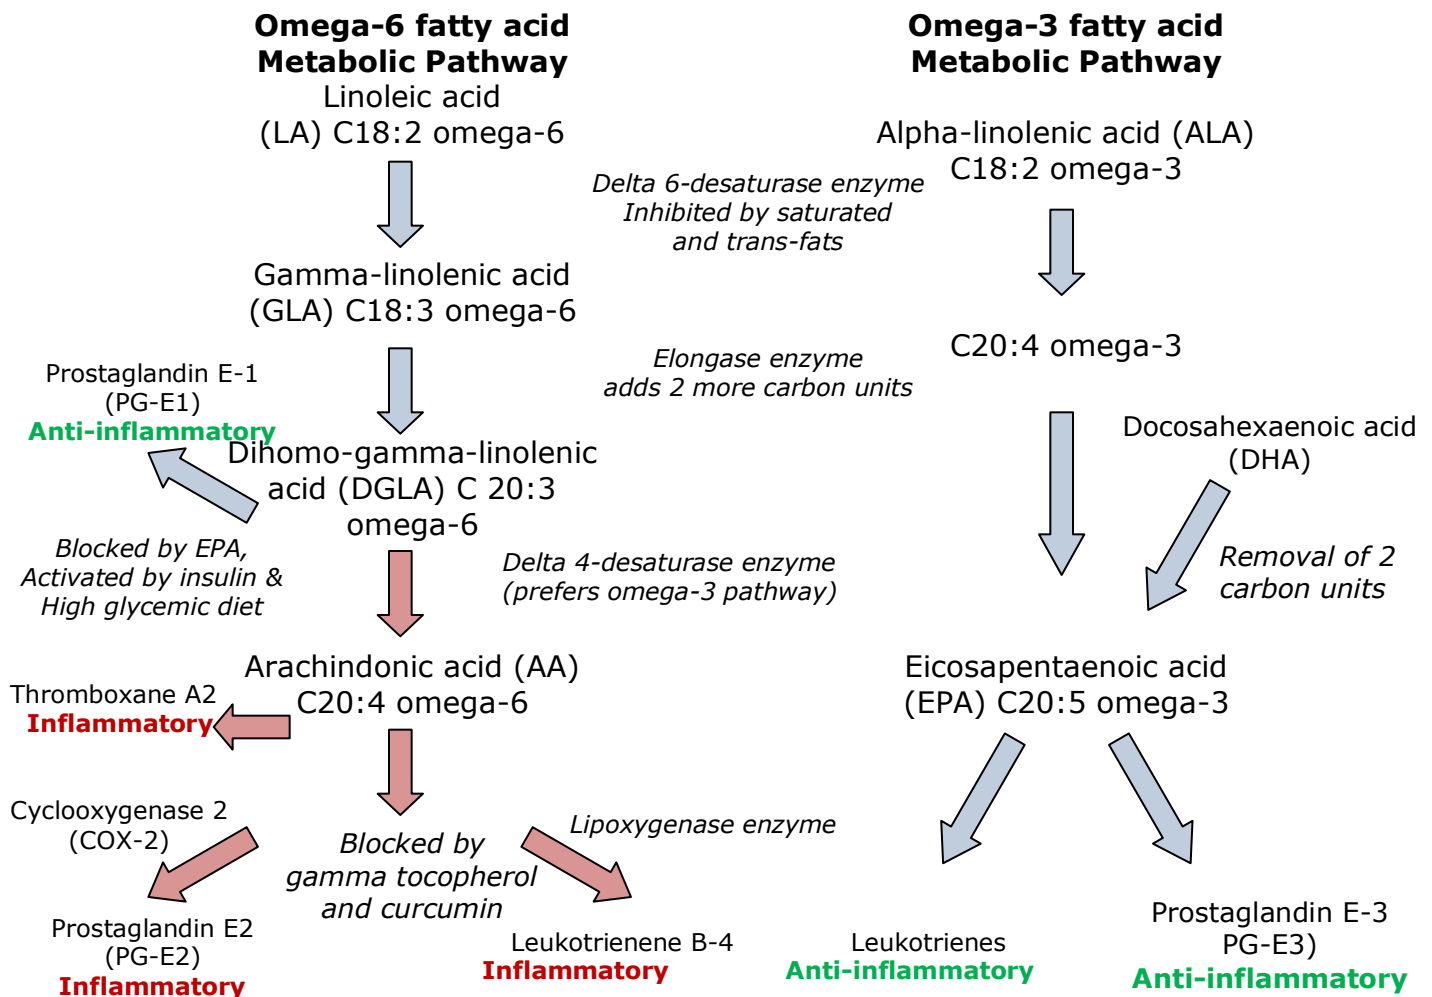 Omega-6 fatty acid
Metabolic Pathway
Linoleic acid
(LA) C18:2 omega-6
Omega-3 fatty acid
Metabolic Pathway
Alpha-linolenic acid (ALA)
C18:2 omega-3
Delta 6-desaturase enzyme
Inhibited by saturated
and trans-fats
Gamma-linolenic acid
(GLA) C18:3 omega-6
C20:4 omega-3
Elongase enzyme
adds 2 more carbon units
Prostaglandin E-1
(PG-E1)
Anti-inflammatory
Docosahexaenoic acid
(DHA)
Dihomo-gamma-linolenic
acid (DGLA) C 20:3
omega-6
Blocked by EPA,
Activated by insulin &
High glycemic diet
Delta 4-desaturase enzyme
(prefers omega-3 pathway)
Removal of 2
carbon units
Arachindonic acid (AA)
C20:4 omega-6
Eicosapentaenoic acid
(EPA) C20:5 omega-3
Thromboxane A2
Inflammatory
Cyclooxygenase 2
(COX-2)
Blocked by
gamma tocopherol
and curcumin
Lipoxygenase enzyme
Prostaglandin E2
(PG-E2)
Inflammatory
Leukotrienene B-4
Inflammatory
Leukotrienes
Anti-inflammatory
Prostaglandin E-3
PG-E3)
Anti-inflammatory